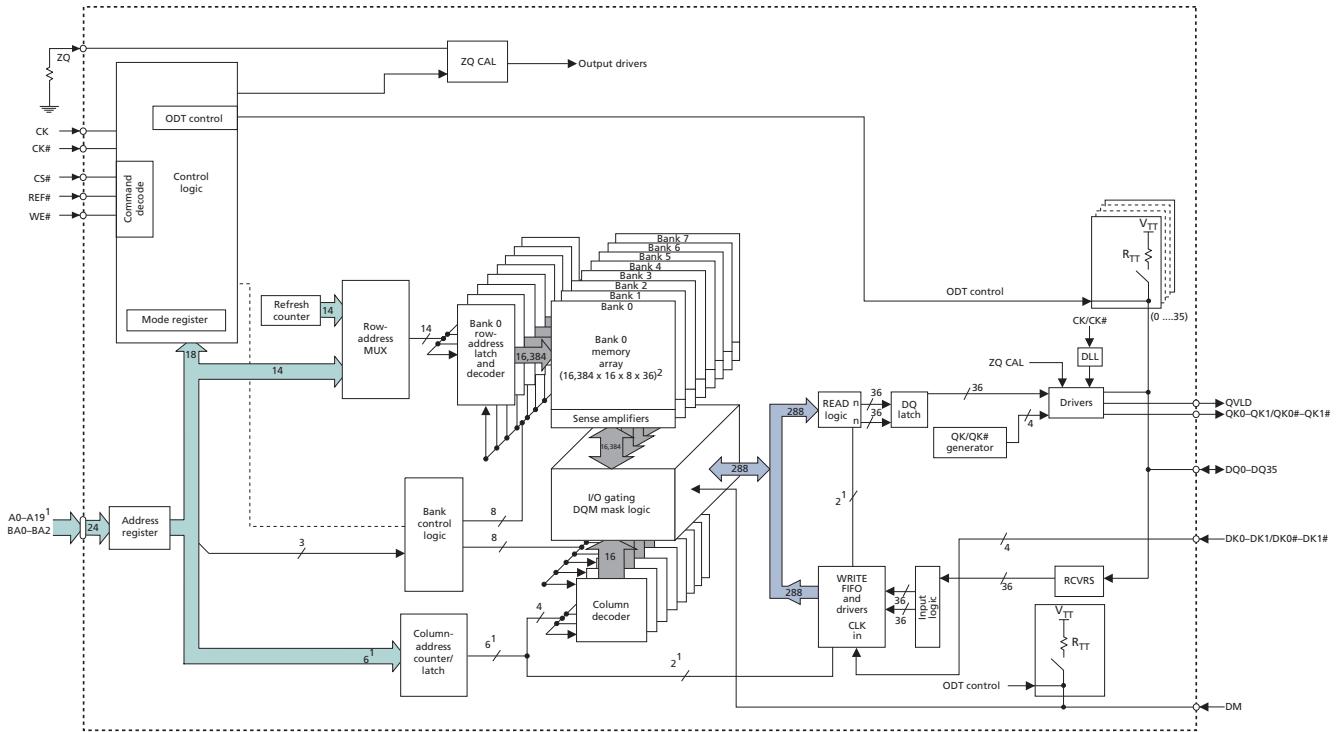 ZQ
ZQ CAL
Output drivers
ODT control
CK
CK#
Control
logic
Command
decode
CS#
REF#
WE#
Mode register
Refresh
counter
14
Row-
address
MUX
14
Bank 0
row-
address
latch
and
decoder
16,384
Bank 7
Bank 6
Bank 5
Bank 4
Bank 3
Bank 2
Bank 1
Bank 0
Bank 0
memory
array
(16,384 x 16 x 8 x 36)2
Sense amplifiers
16,384
VTT
RTT
ODT control
(0 ....35)
CK/CK#
DLL
ZQ CAL
18
14
READ n
logic n
36
36
DQ
latch
36
Drivers
QVLD
QK0–QK1/QK0#–QK1#
QK/QK#
generator
4
288
288
I/O gating
DQM mask logic
DQ0–DQ35
21
A0–A191
BA0–BA2
24
Address
register
3
Bank
control
logic
8
8
16
Column
decoder
4
DK0–DK1/DK0#–DK1#
4
288
WRITE
FIFO
and
drivers
CLK
in
36
36
Input
logic
36
RCVRS
VTT
RTT
ODT control
61
Column-
address
counter/
latch
61
21
DM